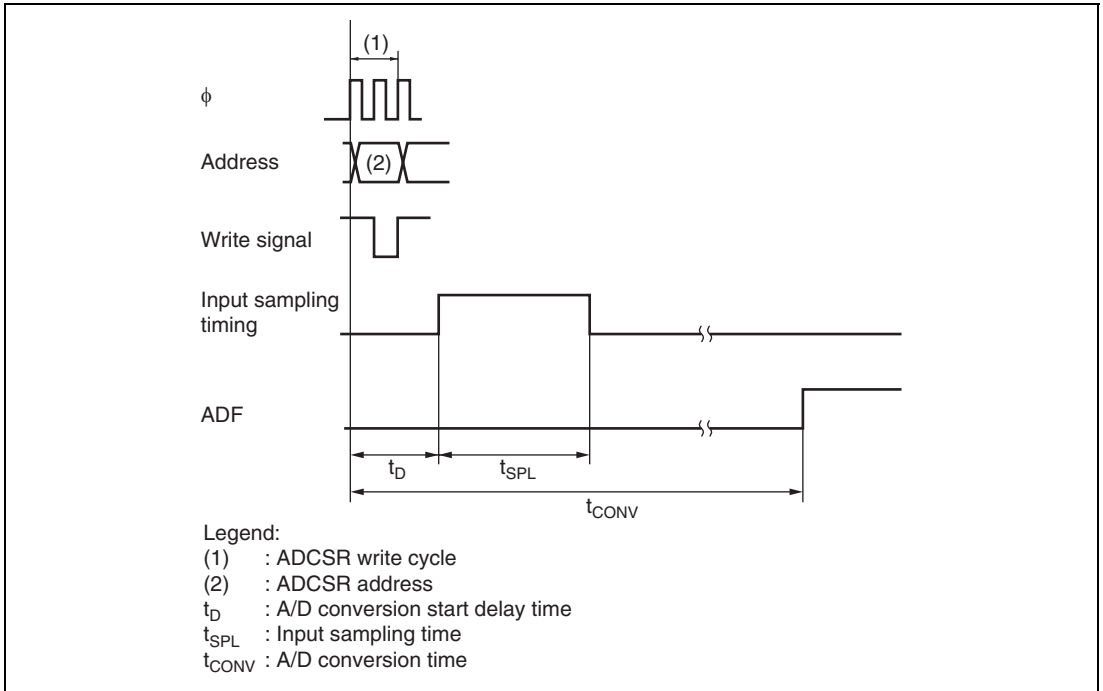 (1)
ϕ
Address
(2)
Write signal
Input sampling
timing
ADF
tD
tSPL
tCONV
Legend:
(1) : ADCSR write cycle
(2) : ADCSR address
tD : A/D conversion start delay time
tSPL : Input sampling time
tCONV : A/D conversion time